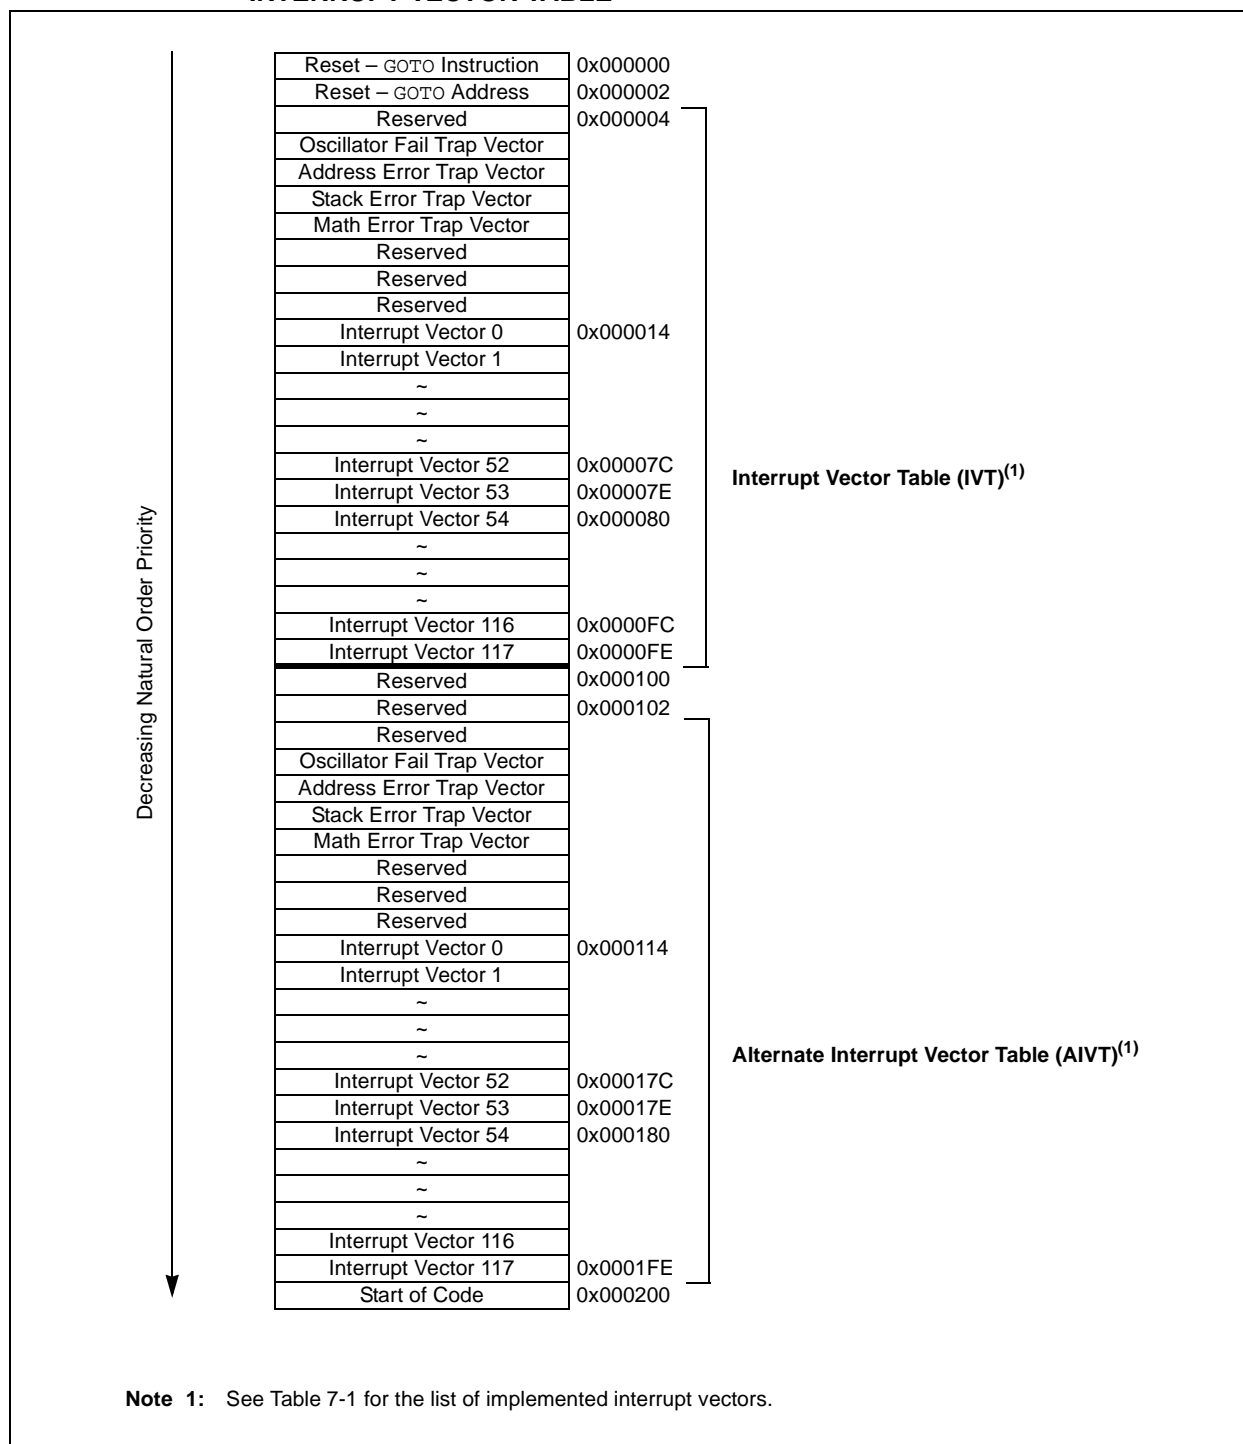 INTERRUPT VECTOR TABLE
Reset – GOTO Instruction 0x000000
Reset – GOTO Address 0x000002
Reserved 0x000004
Oscillator Fail Trap Vector
Address Error Trap Vector
Stack Error Trap Vector
Math Error Trap Vector
Reserved
Reserved
Reserved
Interrupt Vector 0 0x000014
Interrupt Vector 1
~
~
~
Interrupt Vector 52 0x00007C
Interrupt Vector Table (IVT)(1)
Interrupt Vector 53 0x00007E
Interrupt Vector 54 0x000080
~
~
~
Interrupt Vector 116 0x0000FC
Interrupt Vector 117 0x0000FE
Decreasing Natural Order Priority
Reserved 0x000100
Reserved 0x000102
Reserved
Oscillator Fail Trap Vector
Address Error Trap Vector
Stack Error Trap Vector
Math Error Trap Vector
Reserved
Reserved
Reserved
Interrupt Vector 0 0x000114
Interrupt Vector 1
~
~
~
Alternate Interrupt Vector Table (AIVT)(1)
Interrupt Vector 52 0x00017C
Interrupt Vector 53 0x00017E
Interrupt Vector 54 0x000180
~
~
~
Interrupt Vector 116
Interrupt Vector 117 0x0001FE
Start of Code 0x000200
Note 1: See Table 7-1 for the list of implemented interrupt vectors.